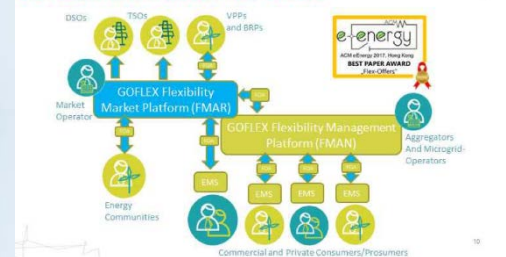 DSOs
TSOs
VPPs
and BRPs
ACM
e-energy
ACM eEnergy 2017, Hong Kong
BEST PAPER AWARD
„Flex-Offers"
Market
Operator
GOFLEX Flexibility
Market Platform (FMAR)
GOFLEX Flexibility Management
Platform (FMAN)
Aggregators
And Microgrid-
Operators
Energy
Communities
EMS
EMS
EMS
EMS
Commercial and Private Consumers/Prosumers
10